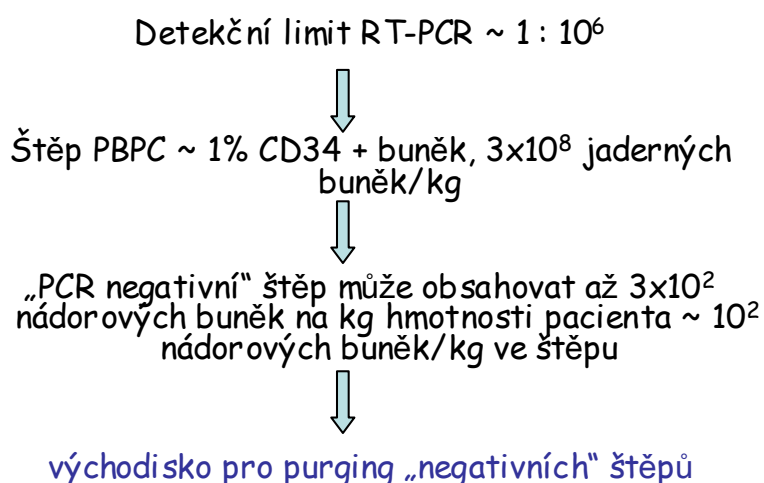 Detekční limit RT-PCR ~ 1 : 10⁶
Štěp PBPC ~ 1% CD34 + buněk, 3x10⁸ jaderných
buněk/kg
„PCR negativní“ štěp může obsahovat až 3x10²
nádorových buněk na kg hmotnosti pacienta ~ 10²
nádorových buněk/kg ve štěpu
východisko pro purging „negativních“ štěpů